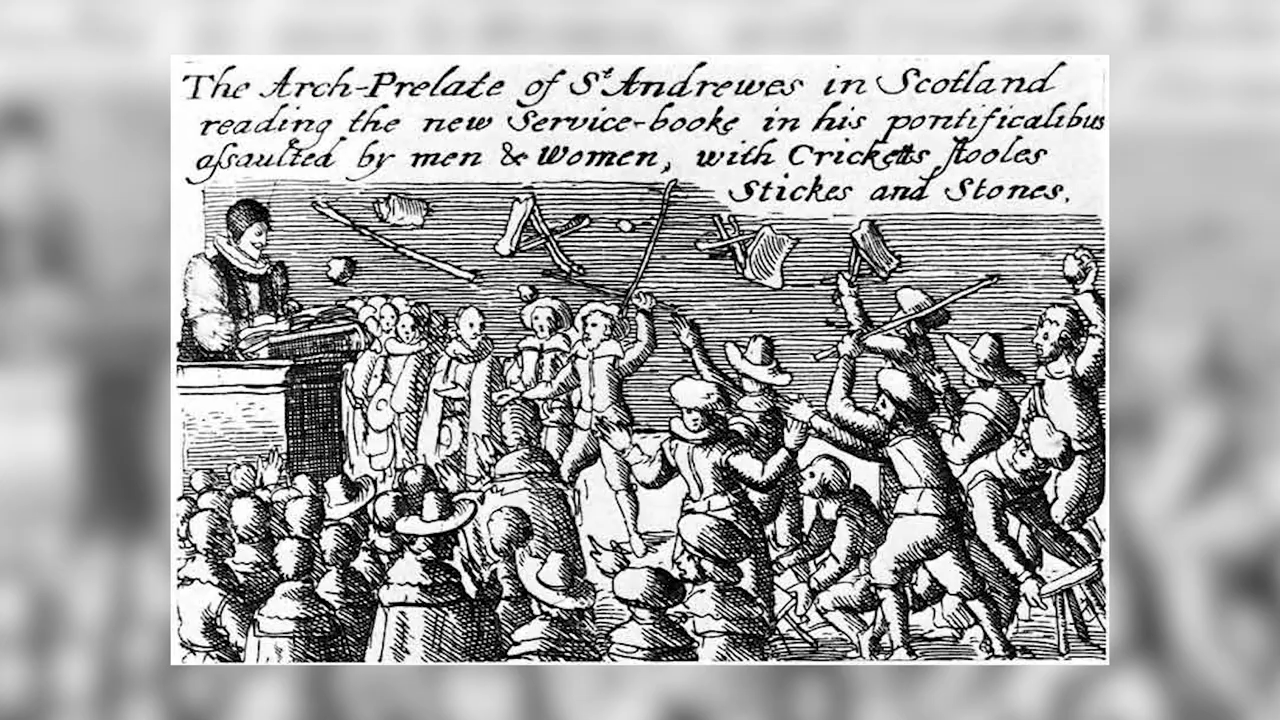 The Arch-Prelate of St Andrewes in Scotland
reading the new Service-booke in his pontificalibus
aſsaulted by men & Women, with Cricketts ſtooles
Stickes and Stones.